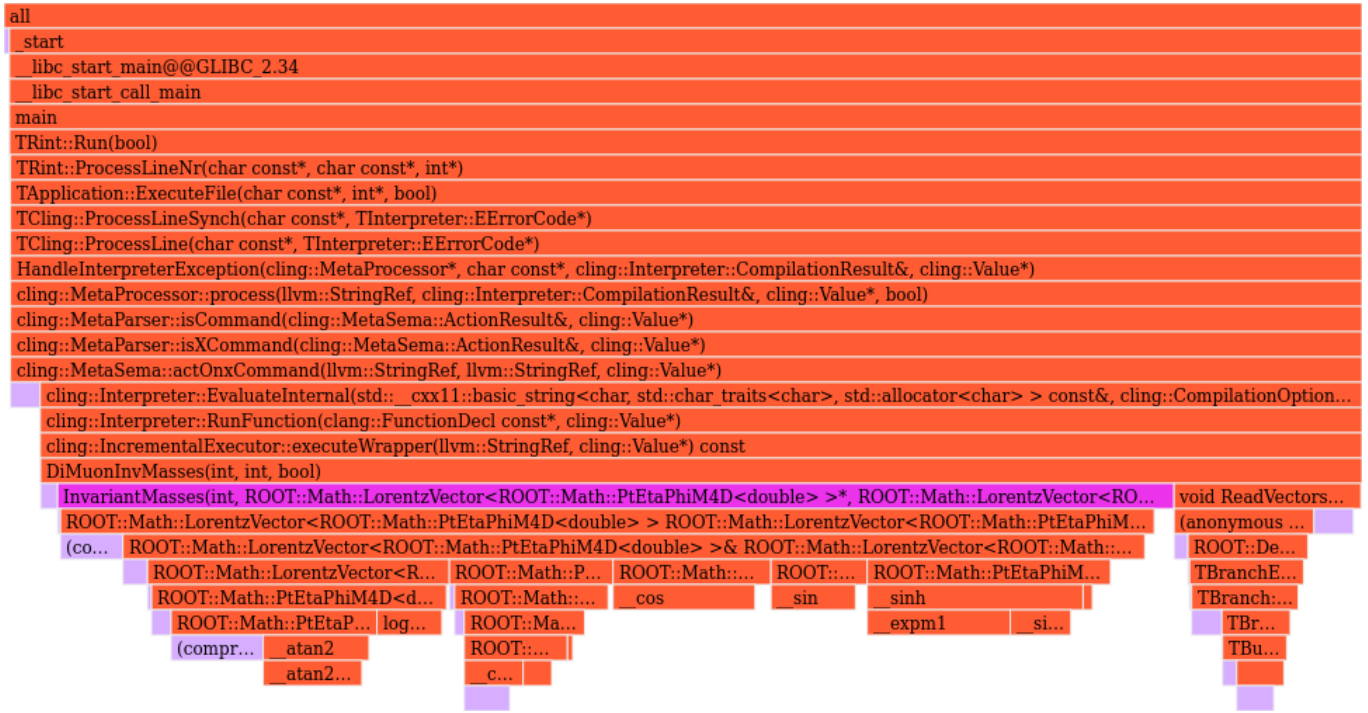 all
_start
__libc_start_main@@GLIBC_2.34
__libc_start_call_main
main
TRint::Run(bool)
TRint::ProcessLineNr(char const*, char const*, int*)
TApplication::ExecuteFile(char const*, int*, bool)
TCling::ProcessLineSynch(char const*, TInterpreter::EErrorCode*)
TCling::ProcessLine(char const*, TInterpreter::EErrorCode*)
HandleInterpreterException(cling::MetaProcessor*, char const*, cling::Interpreter::CompilationResult&, cling::Value*)
cling::MetaProcessor::process(llvm::StringRef, cling::Interpreter::CompilationResult&, cling::Value*, bool)
cling::MetaParser::isCommand(cling::MetaSema::ActionResult&, cling::Value*)
cling::MetaParser::isXCommand(cling::MetaSema::ActionResult&, cling::Value*)
cling::MetaSema::actOnxCommand(llvm::StringRef, llvm::StringRef, cling::Value*)
cling::Interpreter::EvaluateInternal(std::__cxx11::basic_string<char, std::char_traits<char>, std::allocator<char> > const&, cling::CompilationOption...
cling::Interpreter::RunFunction(clang::FunctionDecl const*, cling::Value*)
cling::IncrementalExecutor::executeWrapper(llvm::StringRef, cling::Value*) const
DiMuonInvMasses(int, int, bool)
InvariantMasses(int, ROOT::Math::LorentzVector<ROOT::Math::PtEtaPhiM4D<double> >*, ROOT::Math::LorentzVector<RO... void ReadVectors...
ROOT::Math::LorentzVector<ROOT::Math::PtEtaPhiM4D<double> > ROOT::Math::LorentzVector<ROOT::Math::PtEtaPhiM... (anonymous ...
(co... ROOT::Math::LorentzVector<ROOT::Math::PtEtaPhiM4D<double> >& ROOT::Math::LorentzVector<ROOT::Math::... ROOT::De...
ROOT::Math::LorentzVector<R... ROOT::Math::P... ROOT::Math::... ROOT::... ROOT::Math::PtEtaPhiM... TBranchE...
ROOT::Math::PtEtaPhiM4D<d... ROOT::Math::... __cos __sin __sinh TBranch:...
ROOT::Math::PtEtaP... log... ROOT::Ma... __expm1 __si... TBr...
(compr... __atan2 ROOT::... TBu...
__atan2... __c...